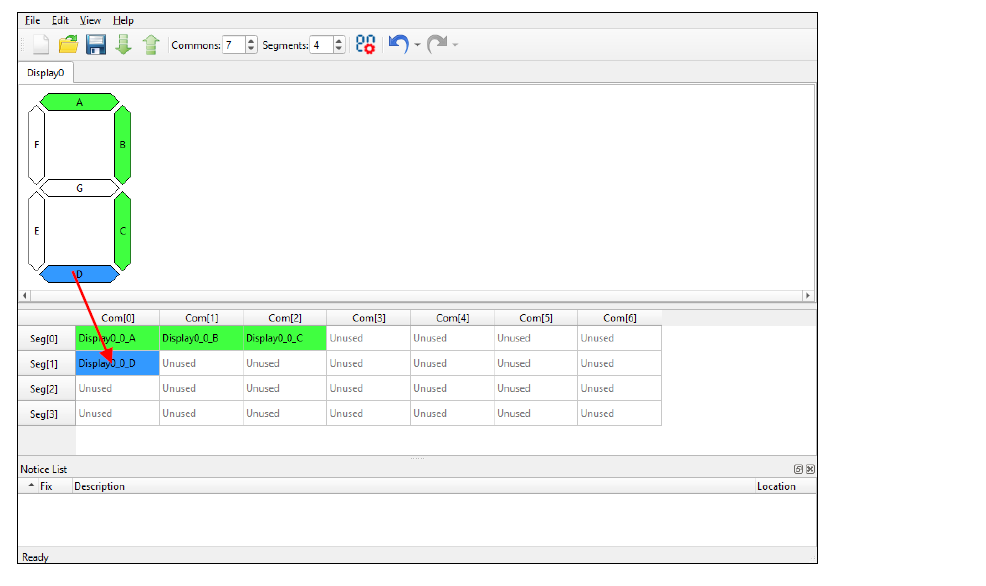 File Edit View Help
Commons: 7 Segments: 4
Display0
A
F B
G
E C
D
Com[0] Com[1] Com[2] Com[3] Com[4] Com[5] Com[6]
Seg[0] Display0_0_A Display0_0_B Display0_0_C Unused Unused Unused Unused
Seg[1] Display0_0_D Unused Unused Unused Unused Unused Unused
Seg[2] Unused Unused Unused Unused Unused Unused Unused
Seg[3] Unused Unused Unused Unused Unused Unused Unused
Notice List
Fix Description Location
Ready